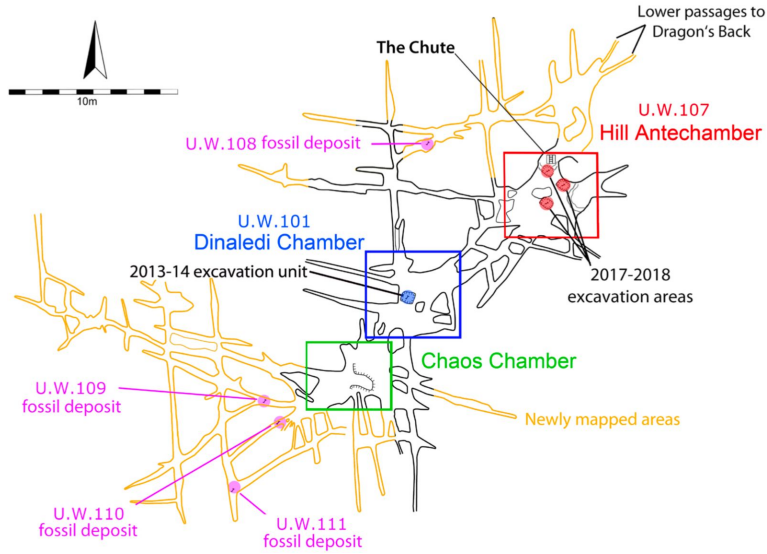 Lower passages to
Dragon's Back
The Chute
U.W.107
Hill Antechamber
10m
U.W.108 fossil deposit
U.W.101
Dinaledi Chamber
2013-14 excavation unit
2017-2018
excavation areas
Chaos Chamber
U.W.109
fossil deposit
Newly mapped areas
U.W.110
fossil deposit
U.W.111
fossil deposit